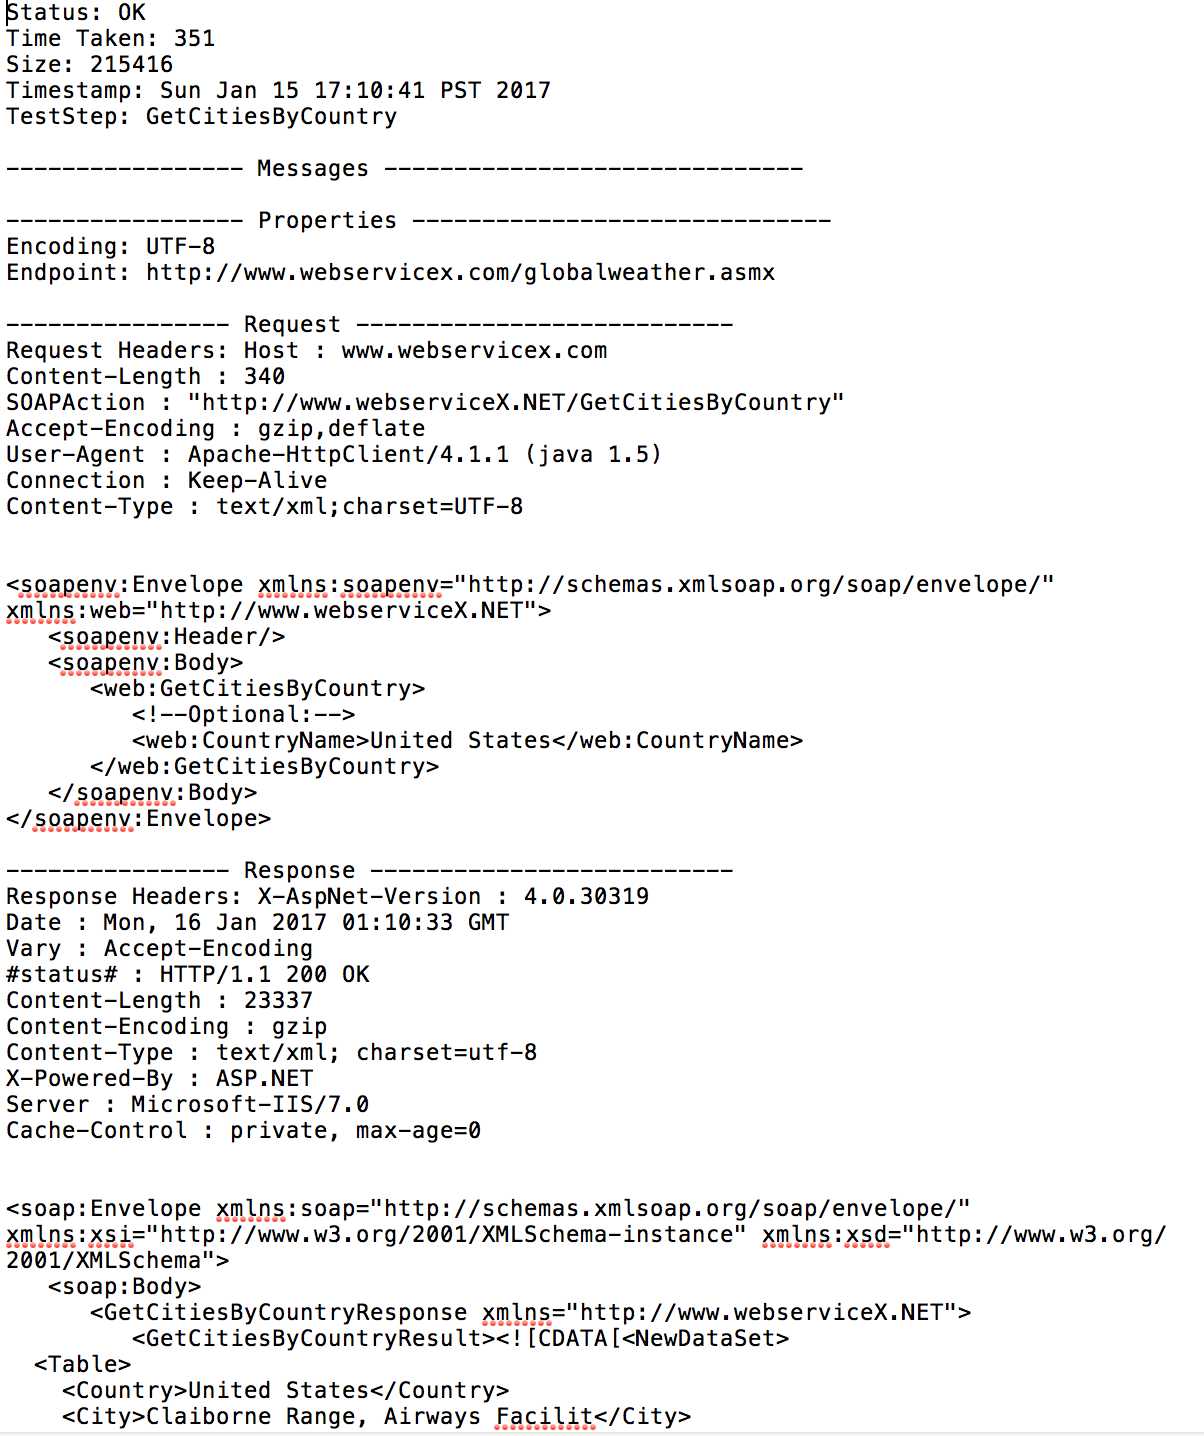 Status: OK
Time Taken: 351
Size: 215416
Timestamp: Sun Jan 15 17:10:41 PST 2017
TestStep: GetCitiesByCountry
----------------- Messages ------------------------------
----------------- Properties ------------------------------
Encoding: UTF-8
Endpoint: http://www.webservicex.com/globalweather.asmx
---------------- Request ---------------------------
Request Headers: Host : www.webservicex.com
Content-Length : 340
SOAPAction : "http://www.webserviceX.NET/GetCitiesByCountry"
Accept-Encoding : gzip,deflate
User-Agent : Apache-HttpClient/4.1.1 (java 1.5)
Connection : Keep-Alive
Content-Type : text/xml;charset=UTF-8
<soapenv:Envelope xmlns:soapenv="http://schemas.xmlsoap.org/soap/envelope/"
xmlns:web="http://www.webserviceX.NET">
   <soapenv:Header/>
   <soapenv:Body>
      <web:GetCitiesByCountry>
         <!--Optional:-->
         <web:CountryName>United States</web:CountryName>
      </web:GetCitiesByCountry>
   </soapenv:Body>
</soapenv:Envelope>
---------------- Response --------------------------
Response Headers: X-AspNet-Version : 4.0.30319
Date : Mon, 16 Jan 2017 01:10:33 GMT
Vary : Accept-Encoding
#status# : HTTP/1.1 200 OK
Content-Length : 23337
Content-Encoding : gzip
Content-Type : text/xml; charset=utf-8
X-Powered-By : ASP.NET
Server : Microsoft-IIS/7.0
Cache-Control : private, max-age=0
<soap:Envelope xmlns:soap="http://schemas.xmlsoap.org/soap/envelope/"
xmlns:xsi="http://www.w3.org/2001/XMLSchema-instance" xmlns:xsd="http://www.w3.org/
2001/XMLSchema">
   <soap:Body>
      <GetCitiesByCountryResponse xmlns="http://www.webserviceX.NET">
         <GetCitiesByCountryResult><![CDATA[<NewDataSet>
  <Table>
    <Country>United States</Country>
    <City>Claiborne Range, Airways Facilit</City>